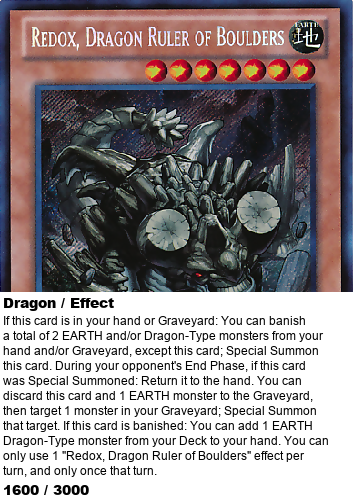 Redox, Dragon Ruler of Boulders
EARTH
Dragon / Effect
If this card is in your hand or Graveyard: You can banish
a total of 2 EARTH and/or Dragon-Type monsters from your
hand and/or Graveyard, except this card; Special Summon
this card. During your opponent's End Phase, if this card
was Special Summoned: Return it to the hand. You can
discard this card and 1 EARTH monster to the Graveyard,
then target 1 monster in your Graveyard; Special Summon
that target. If this card is banished: You can add 1 EARTH
Dragon-Type monster from your Deck to your hand. You can
only use 1 "Redox, Dragon Ruler of Boulders" effect per
turn, and only once that turn.
1600 / 3000